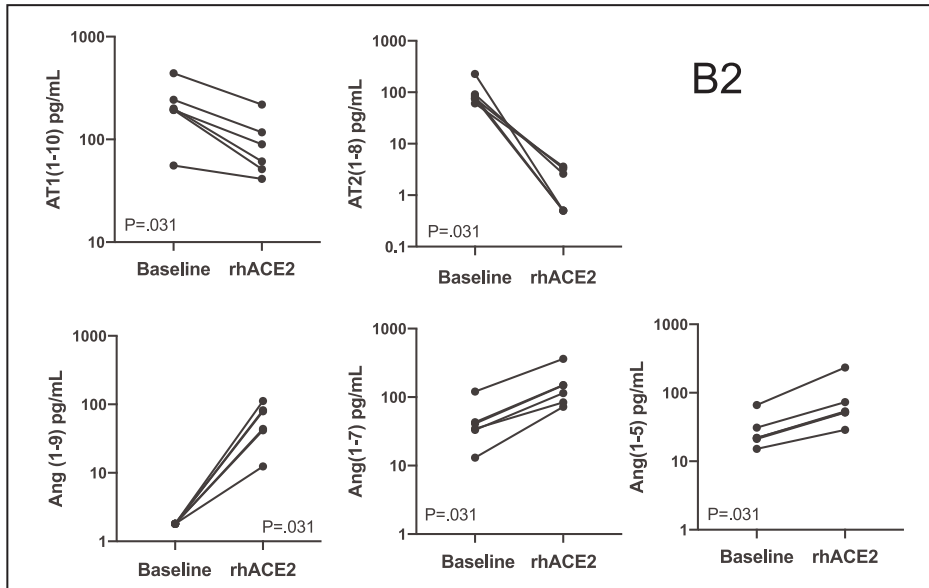 B2
AT1(1-10) pg/mL
1000
100
10
P=.031
Baseline rhACE2
AT2(1-8) pg/mL
1000
100
10
1
0.1
P=.031
Baseline rhACE2
Ang (1-9) pg/mL
1000
100
10
1
P=.031
Baseline rhACE2
Ang(1-7) pg/mL
1000
100
10
1
P=.031
Baseline rhACE2
Ang(1-5) pg/mL
1000
100
10
1
P=.031
Baseline rhACE2